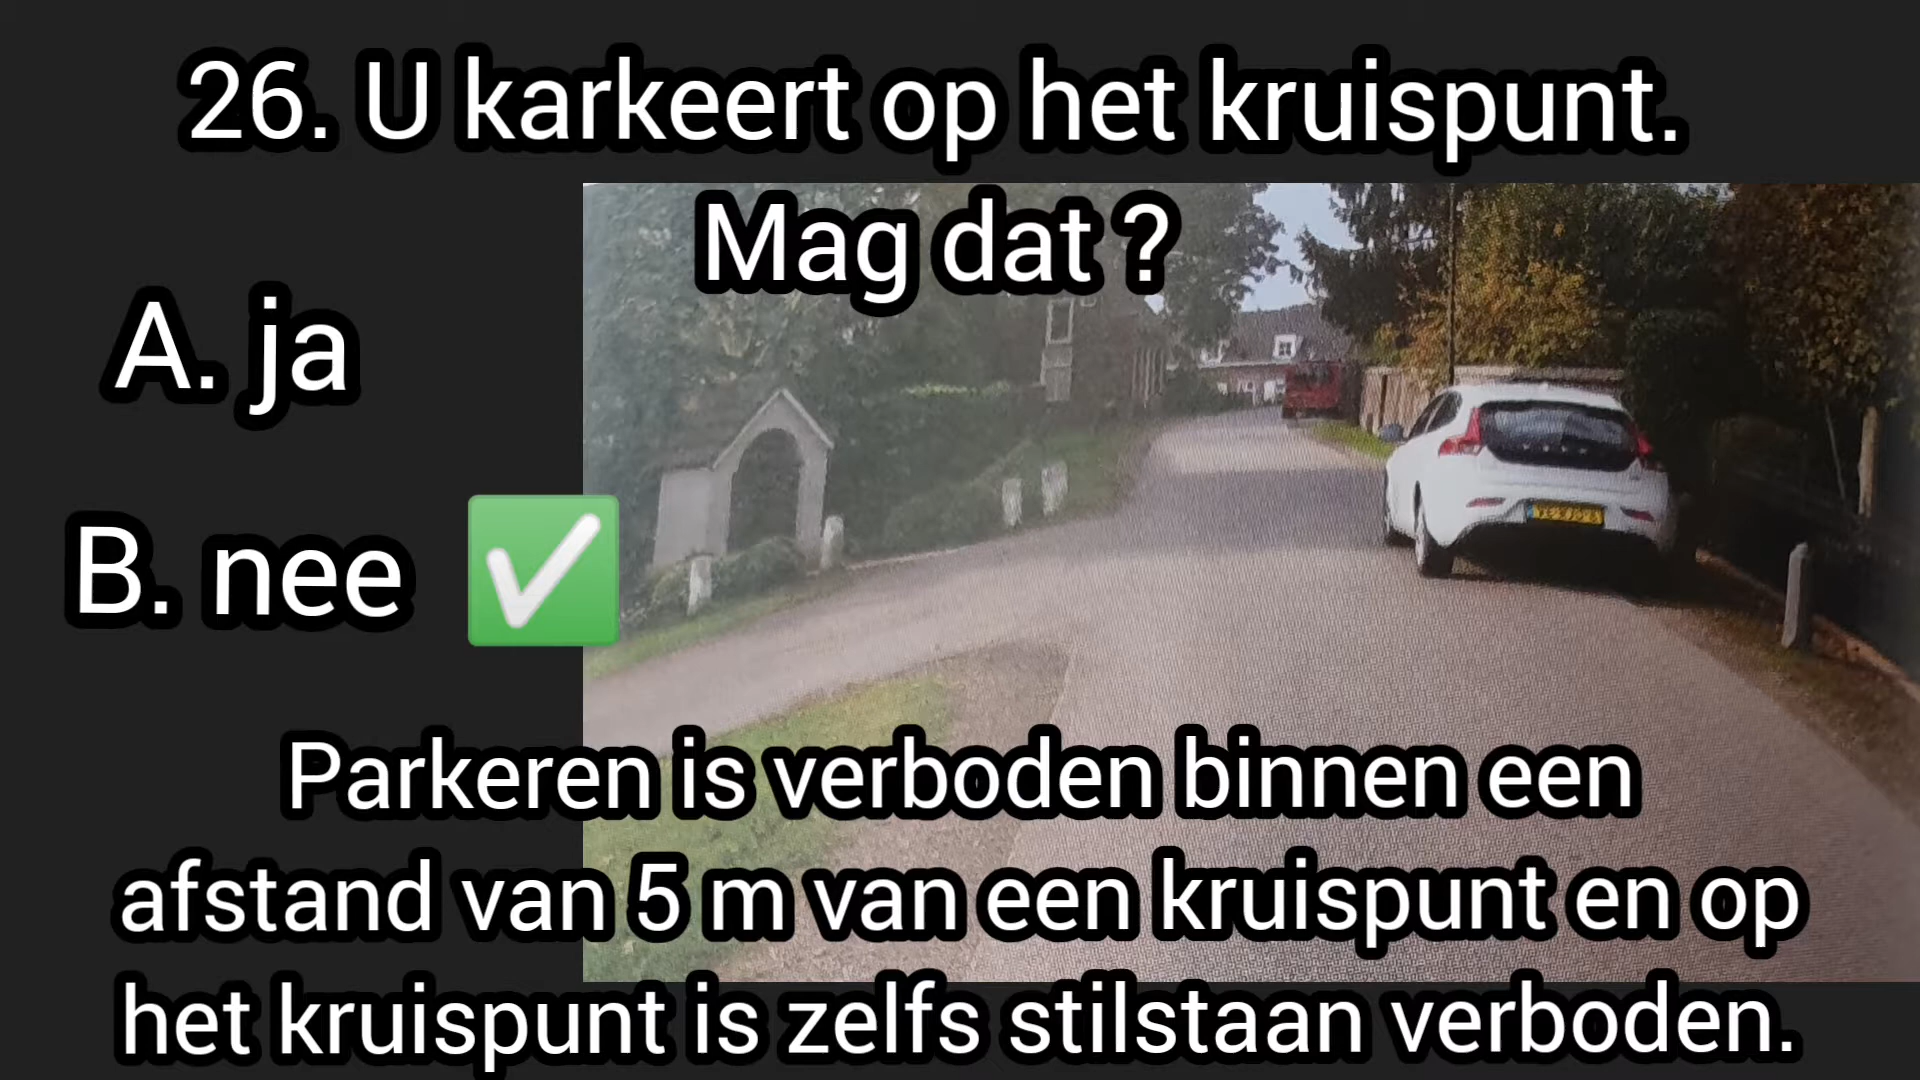 26. U karkeert op het kruispunt.
Mag dat ?
A. ja
B. nee
Parkeren is verboden binnen een
afstand van 5 m van een kruispunt en op
het kruispunt is zelfs stilstaan verboden.